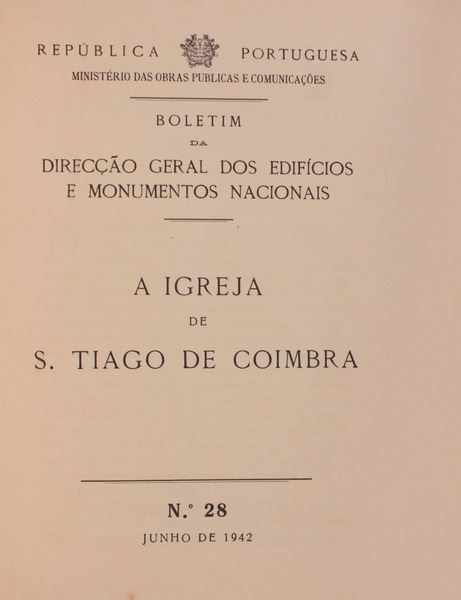 REPÚBLICA PORTUGUESA
MINISTÉRIO DAS OBRAS PUBLICAS E COMUNICAÇÕES
BOLETIM
DA
DIRECÇÃO GERAL DOS EDIFÍCIOS
E MONUMENTOS NACIONAIS
A IGREJA
DE
S. TIAGO DE COIMBRA
N.º 28
JUNHO DE 1942